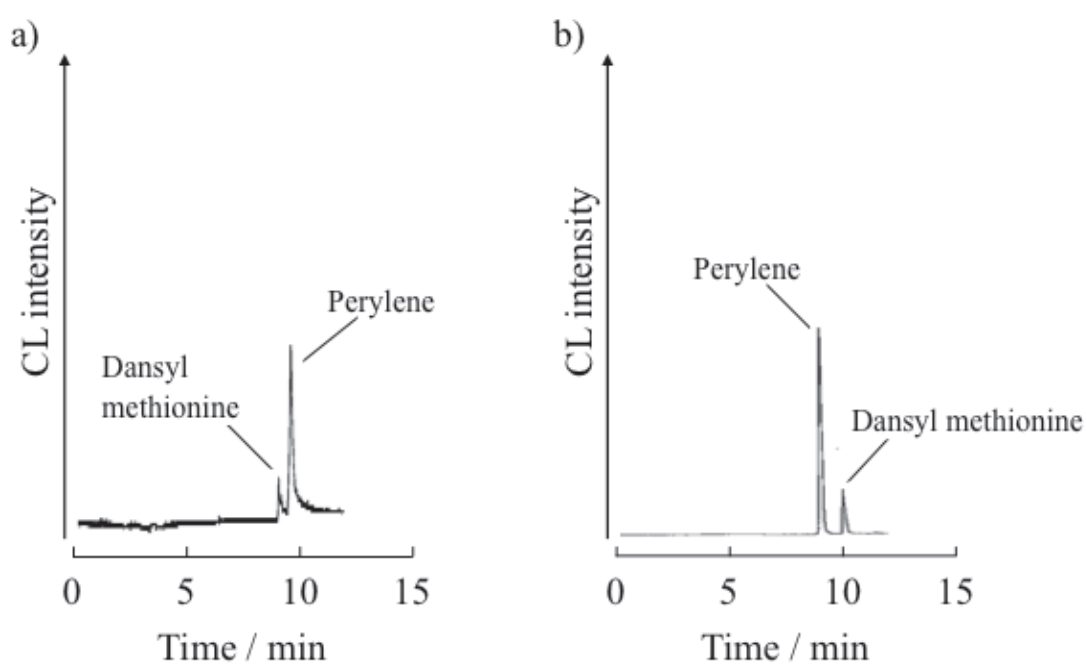 a)
CL intensity
Perylene
Dansyl
methionine
0 5 10 15
Time / min
b)
CL intensity
Perylene
Dansyl methionine
0 5 10 15
Time / min